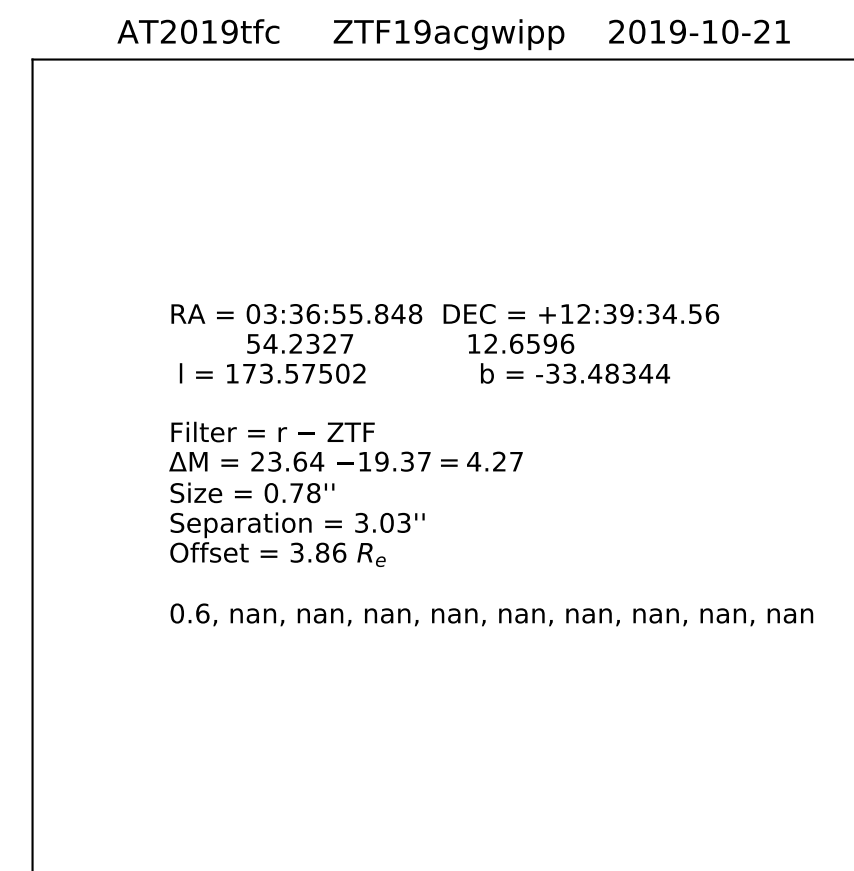 AT2019tfc ZTF19acgwipp 2019-10-21
RA = 03:36:55.848 DEC = +12:39:34.56
54.2327 12.6596
l = 173.57502 b = -33.48344
Filter = r − ZTF
ΔM = 23.64 −19.37 = 4.27
Size = 0.78''
Separation = 3.03''
Offset = 3.86 Re
0.6, nan, nan, nan, nan, nan, nan, nan, nan, nan